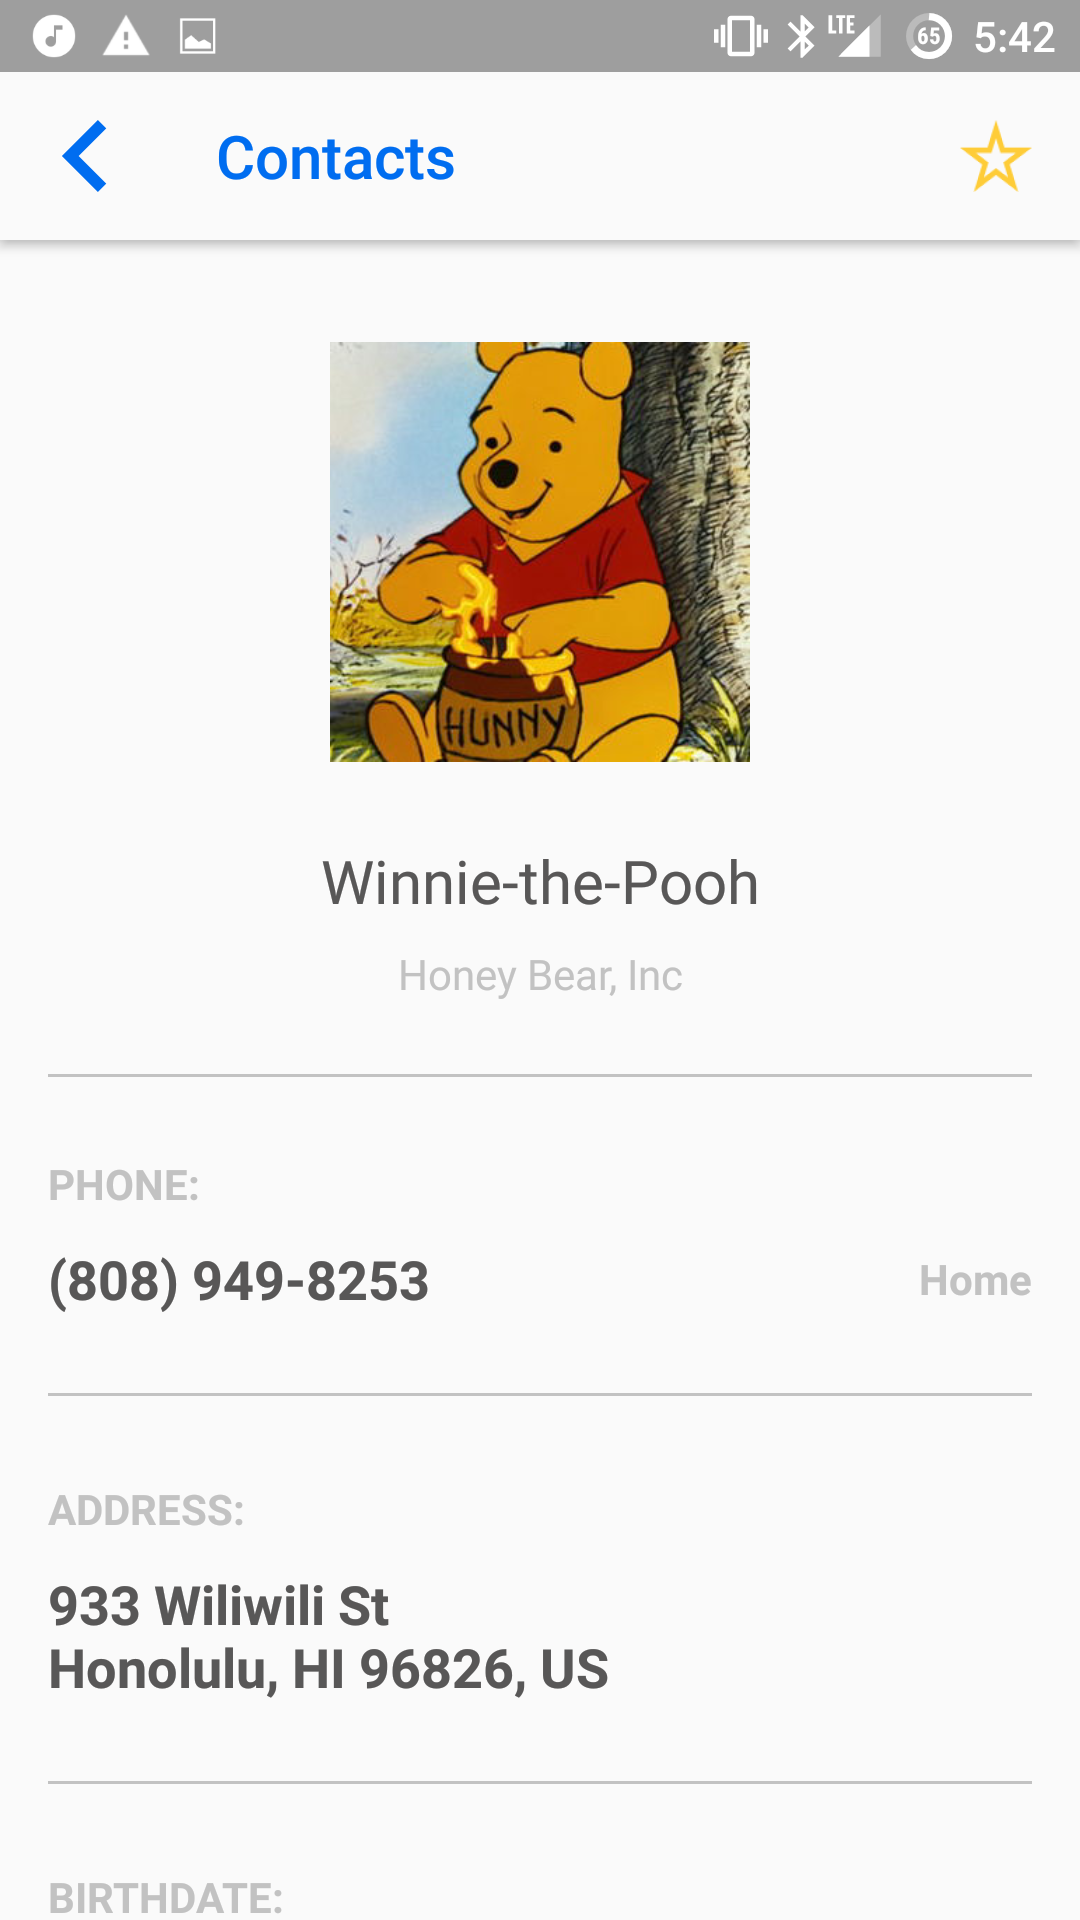 LTE 65 5:42
Contacts
HUNNY
Winnie-the-Pooh
Honey Bear, Inc
PHONE:
(808) 949-8253 Home
ADDRESS:
933 Wiliwili St
Honolulu, HI 96826, US
BIRTHDATE: